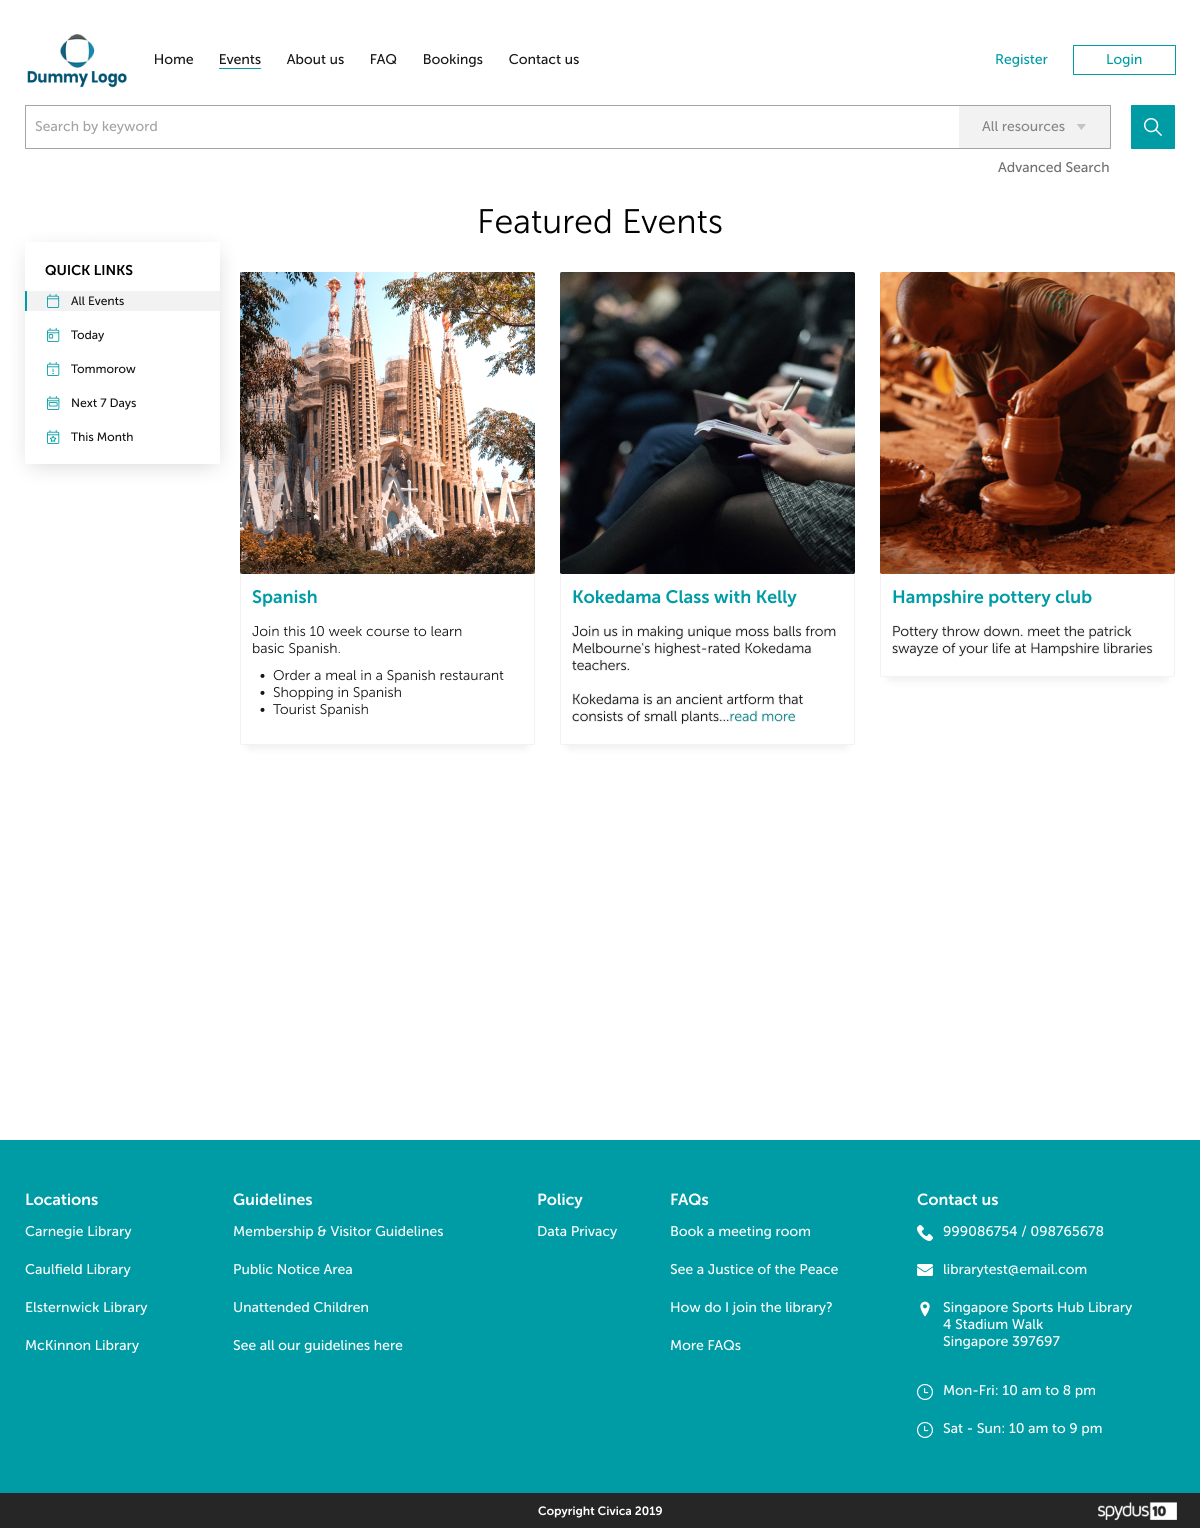 Dummy Logo
Home
Events
About us
FAQ
Bookings
Contact us
Register
Login
Search by keyword
All resources
Advanced Search
Featured Events
QUICK LINKS
All Events
Today
Tommorow
Next 7 Days
This Month
Spanish
Join this 10 week course to learn
basic Spanish.
• Order a meal in a Spanish restaurant
• Shopping in Spanish
• Tourist Spanish
Kokedama Class with Kelly
Join us in making unique moss balls from
Melbourne's highest-rated Kokedama
teachers.
Kokedama is an ancient artform that
consists of small plants...read more
Hampshire pottery club
Pottery throw down. meet the patrick
swayze of your life at Hampshire libraries
Locations
Carnegie Library
Caulfield Library
Elsternwick Library
McKinnon Library
Guidelines
Membership & Visitor Guidelines
Public Notice Area
Unattended Children
See all our guidelines here
Policy
Data Privacy
FAQs
Book a meeting room
See a Justice of the Peace
How do I join the library?
More FAQs
Contact us
999086754 / 098765678
librarytest@email.com
Singapore Sports Hub Library
4 Stadium Walk
Singapore 397697
Mon-Fri: 10 am to 8 pm
Sat - Sun: 10 am to 9 pm
Copyright Civica 2019
spydus10